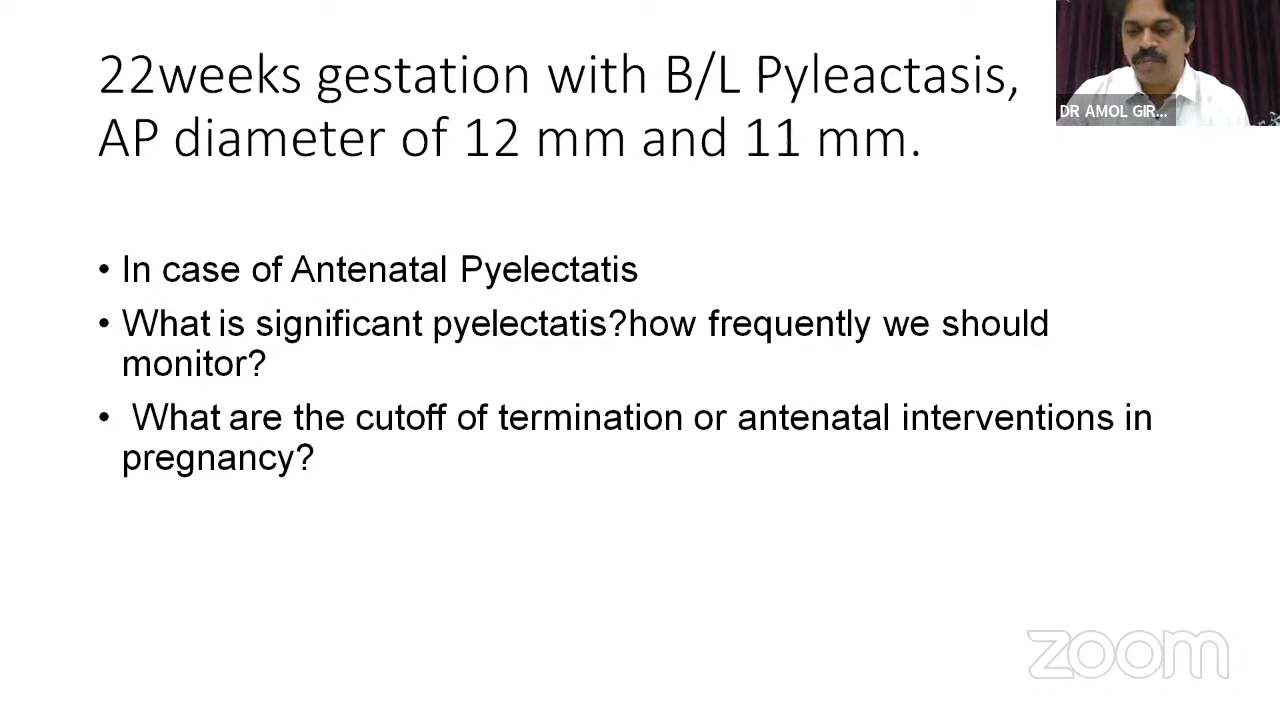 22weeks gestation with B/L Pyleactasis,
AP diameter of 12 mm and 11 mm.
DR AMOL GIR...
• In case of Antenatal Pyelectatis
• What is significant pyelectatis?how frequently we should
monitor?
• What are the cutoff of termination or antenatal interventions in
pregnancy?
zoom